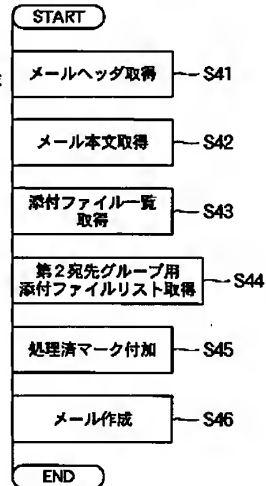 START
メールヘッダ取得
S41
メール本文取得
S42
添付ファイル一覧
取得
S43
第2宛先グループ用
添付ファイルリスト取得
S44
処理済マーク付加
S45
メール作成
S46
END